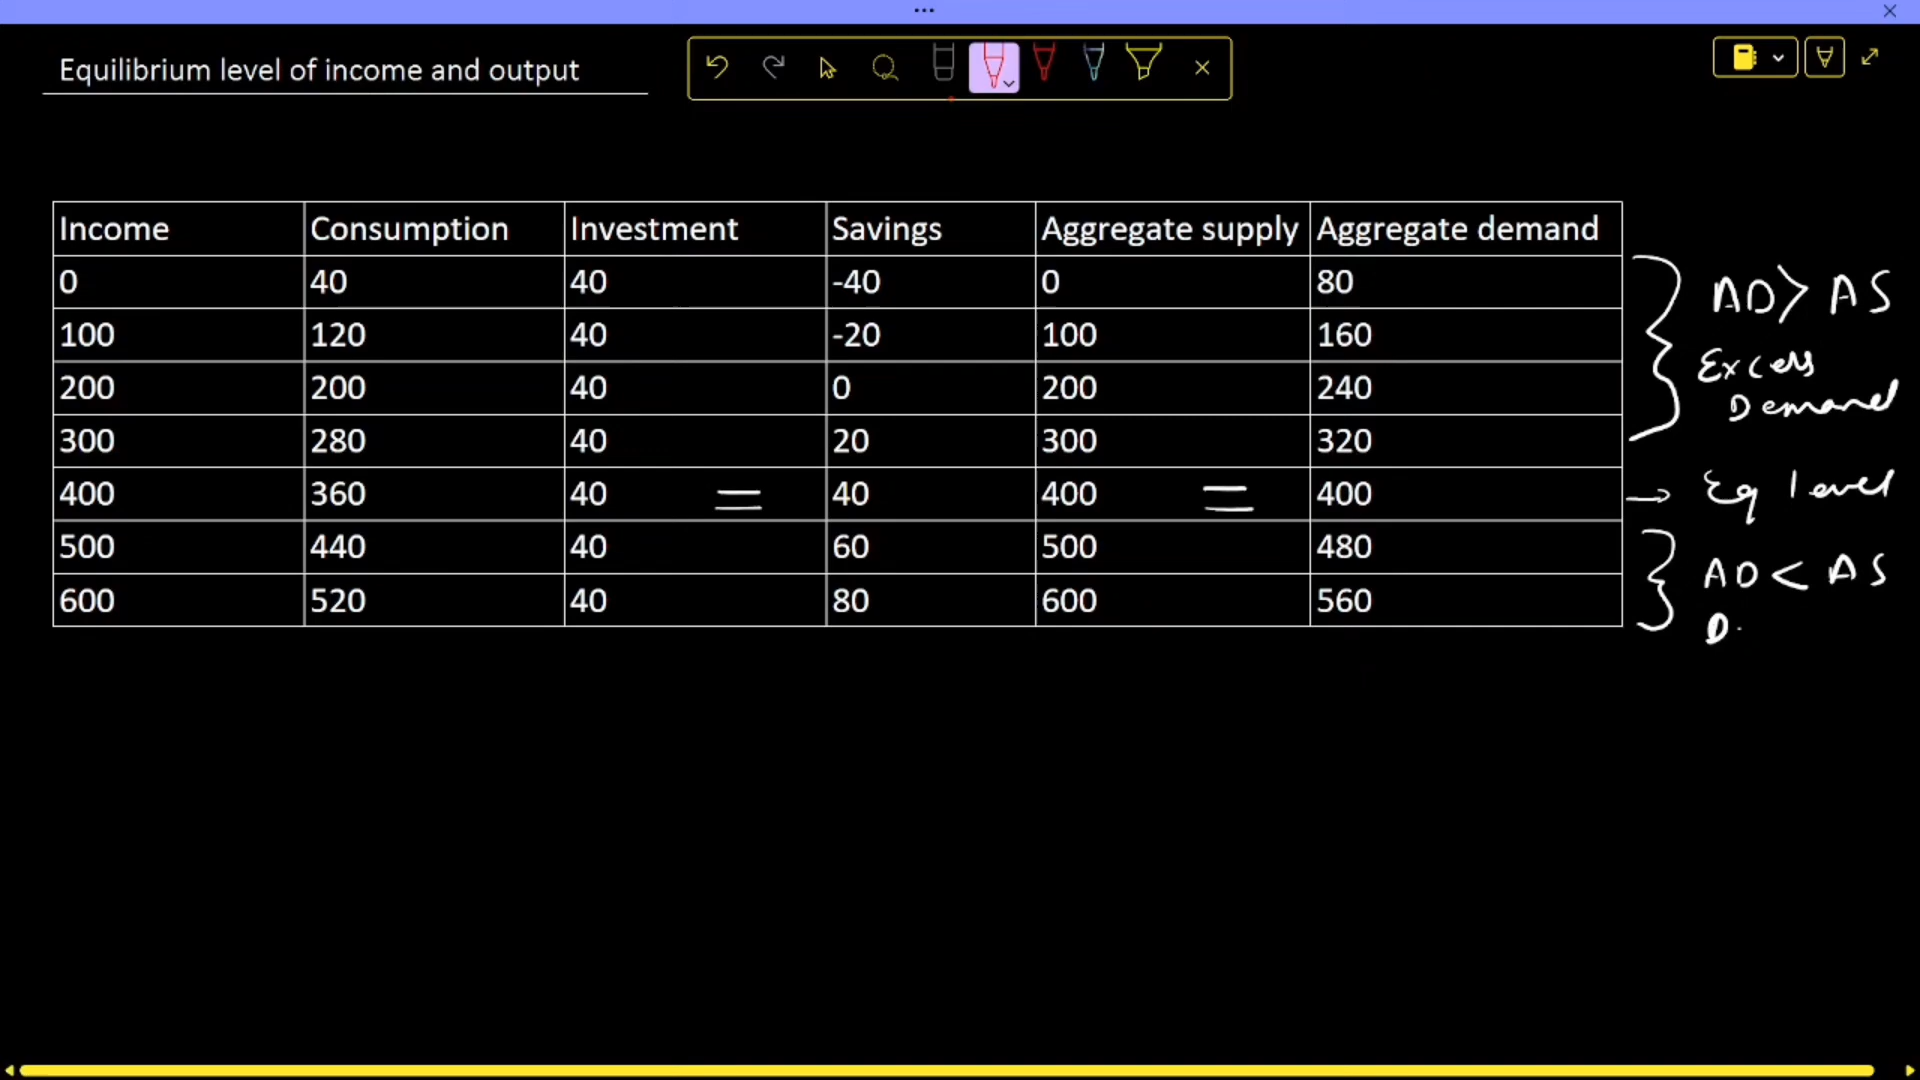 Equilibrium level of income and output
Income Consumption Investment Savings Aggregate supply Aggregate demand
0 40 40 -40 0 80
100 120 40 -20 100 160
200 200 40 0 200 240
300 280 40 20 300 320
400 360 40 = 40 400 = 400
500 440 40 60 500 480
600 520 40 80 600 560
AD > AS
Excess
Demand
→ Eq level
AD < AS
D